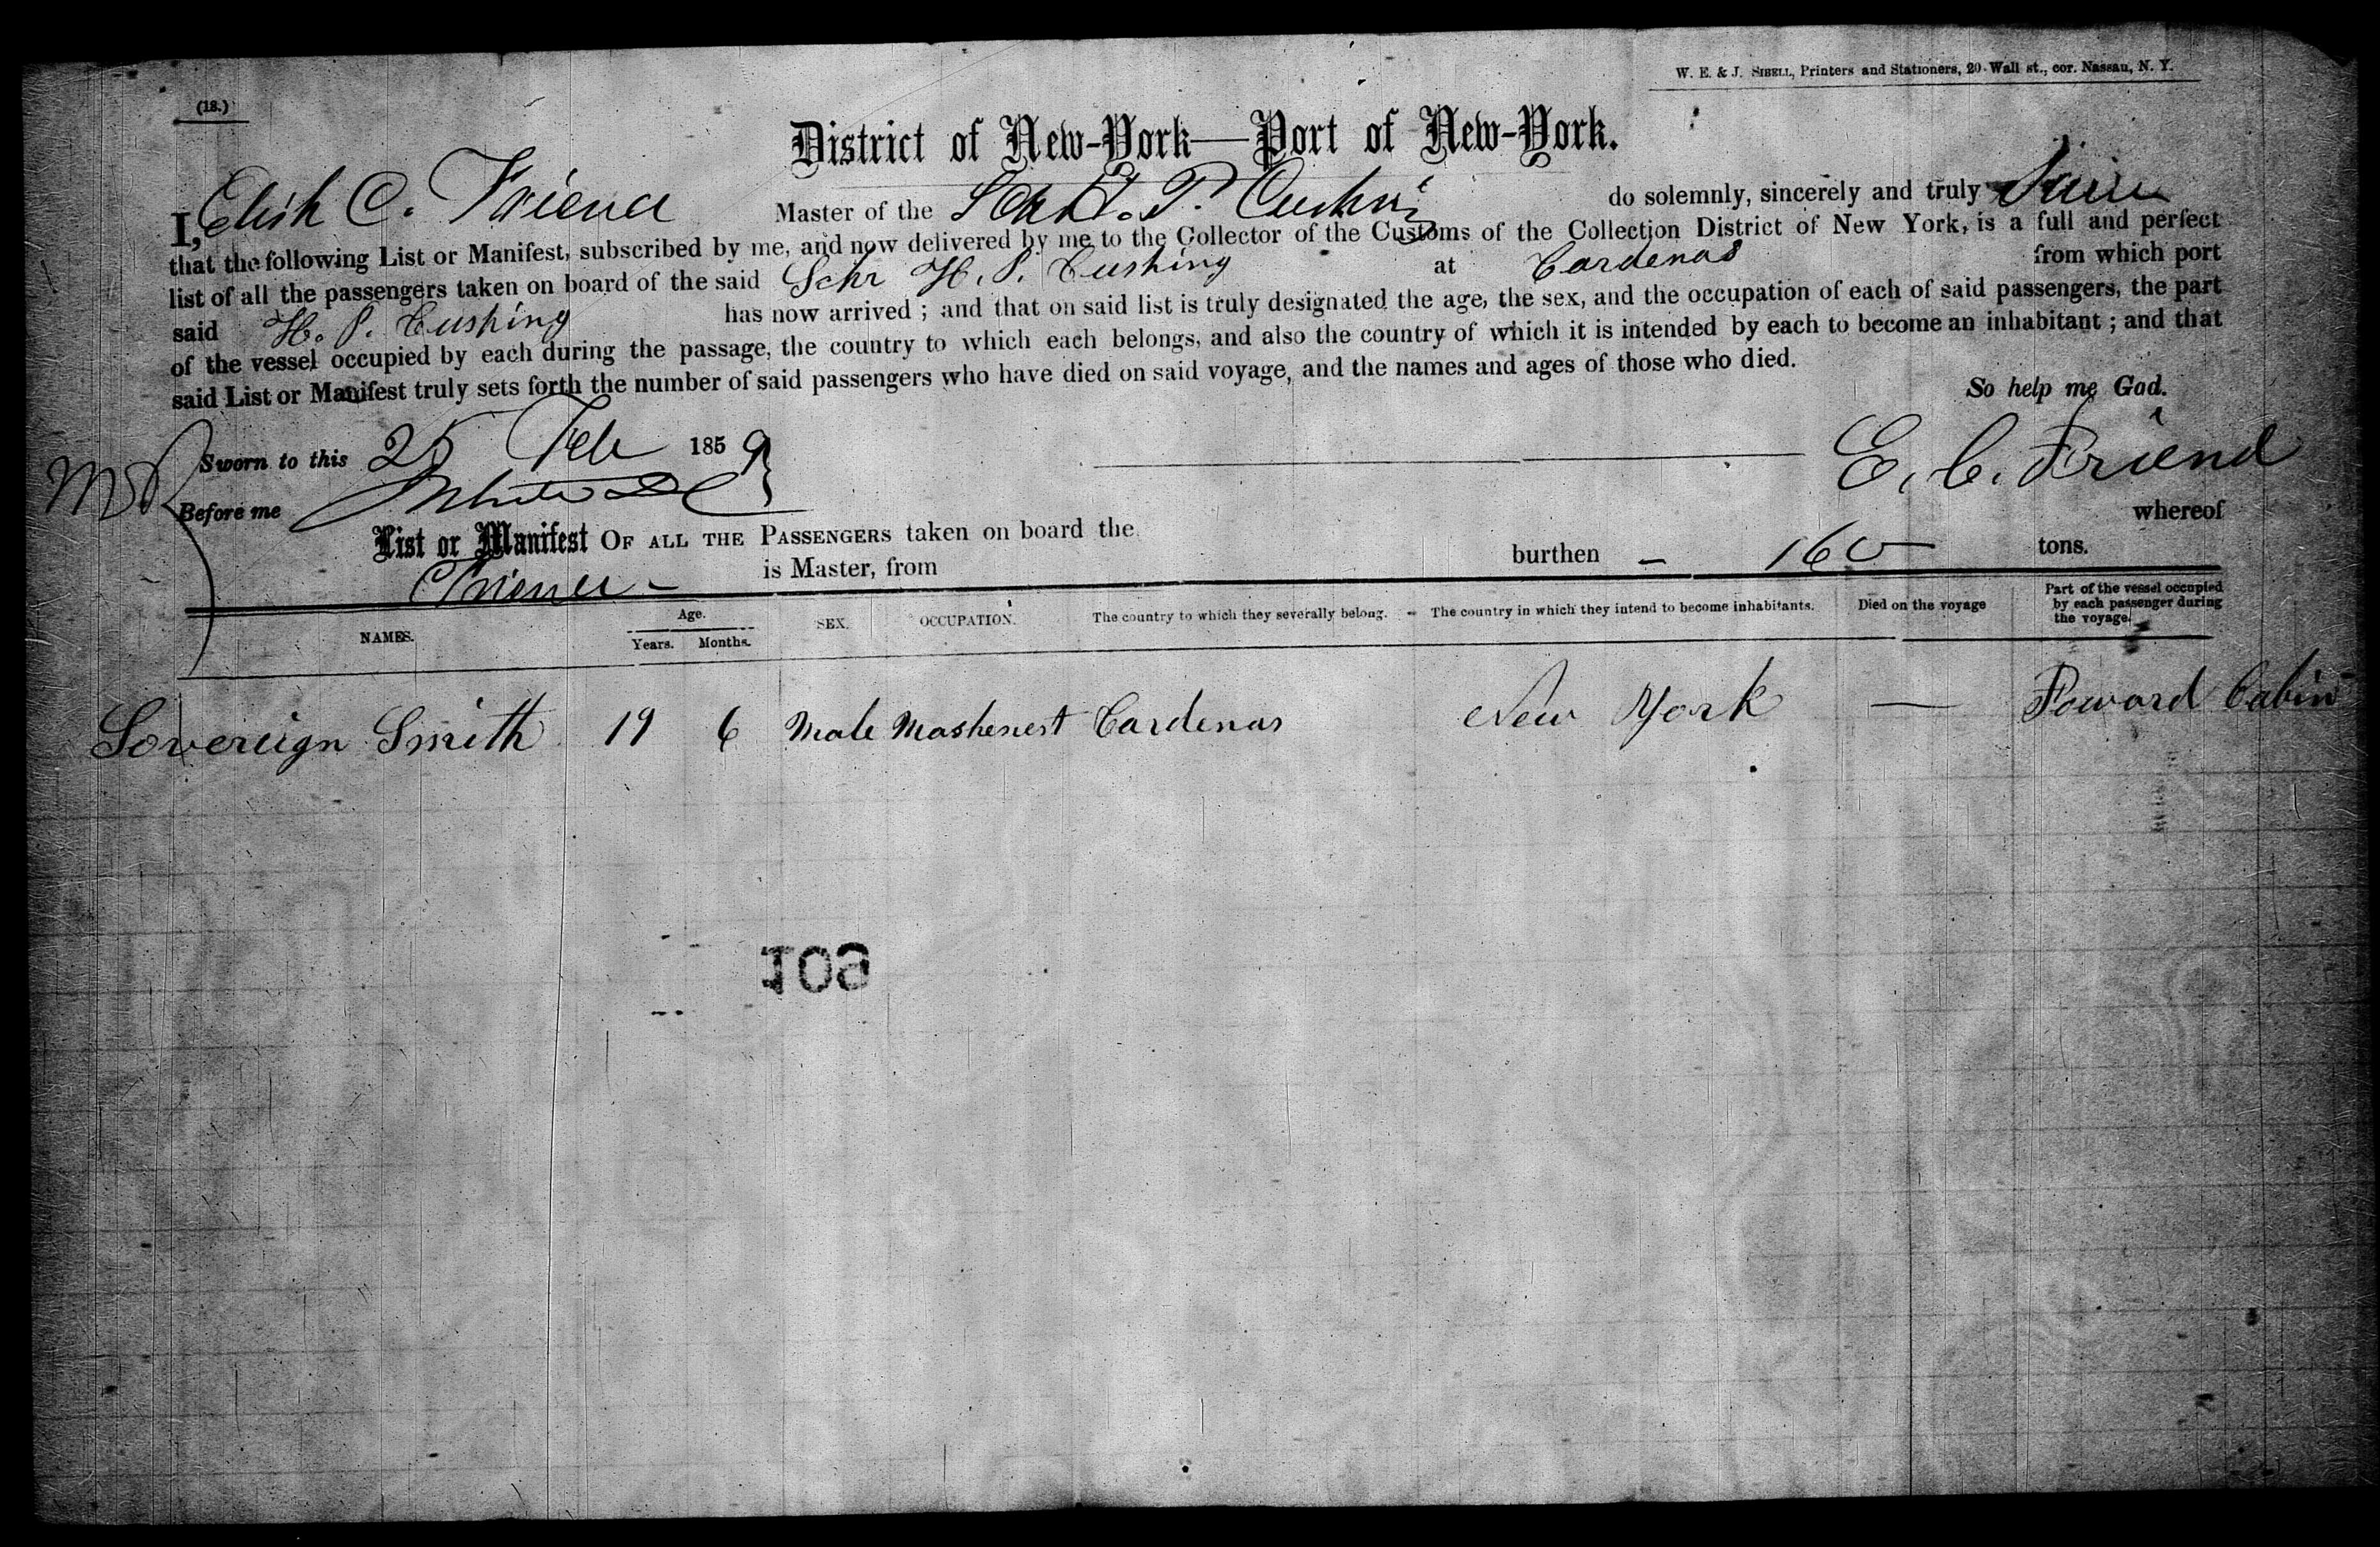 W. E. & J. SIBELL, Printers and Stationers, 20 Wall st., cor. Nassau, N. Y.
(18.)
District of New-York—Port of New-York.
I, Elish C. Friend Master of the Schr H. P. Cushing do solemnly, sincerely and truly
that the following List or Manifest, subscribed by me, and now delivered by me to the Collector of the Customs of the Collection District of New York, is a full and perfect
list of all the passengers taken on board of the said Schr H. P. Cushing at Cardenas from which port
said H. P. Cushing has now arrived ; and that on said list is truly designated the age, the sex, and the occupation of each of said passengers, the part
of the vessel occupied by each during the passage, the country to which each belongs, and also the country of which it is intended by each to become an inhabitant ; and that
said List or Manifest truly sets forth the number of said passengers who have died on said voyage, and the names and ages of those who died.
So help me God.
Sworn to this 25 Feb 1859
E. C. Friend
Before me
List or Manifest OF ALL THE PASSENGERS taken on board the whereof
Friend is Master, from burthen - 160 tons.
NAMES. Age. Years. Months. SEX. OCCUPATION. The country to which they severally belong. The country in which they intend to become inhabitants. Died on the voyage Part of the vessel occupied by each passenger during the voyage.
Sovereign Smith 19 6 Male Mashenest Cardenas New York — Foward Cabin
109